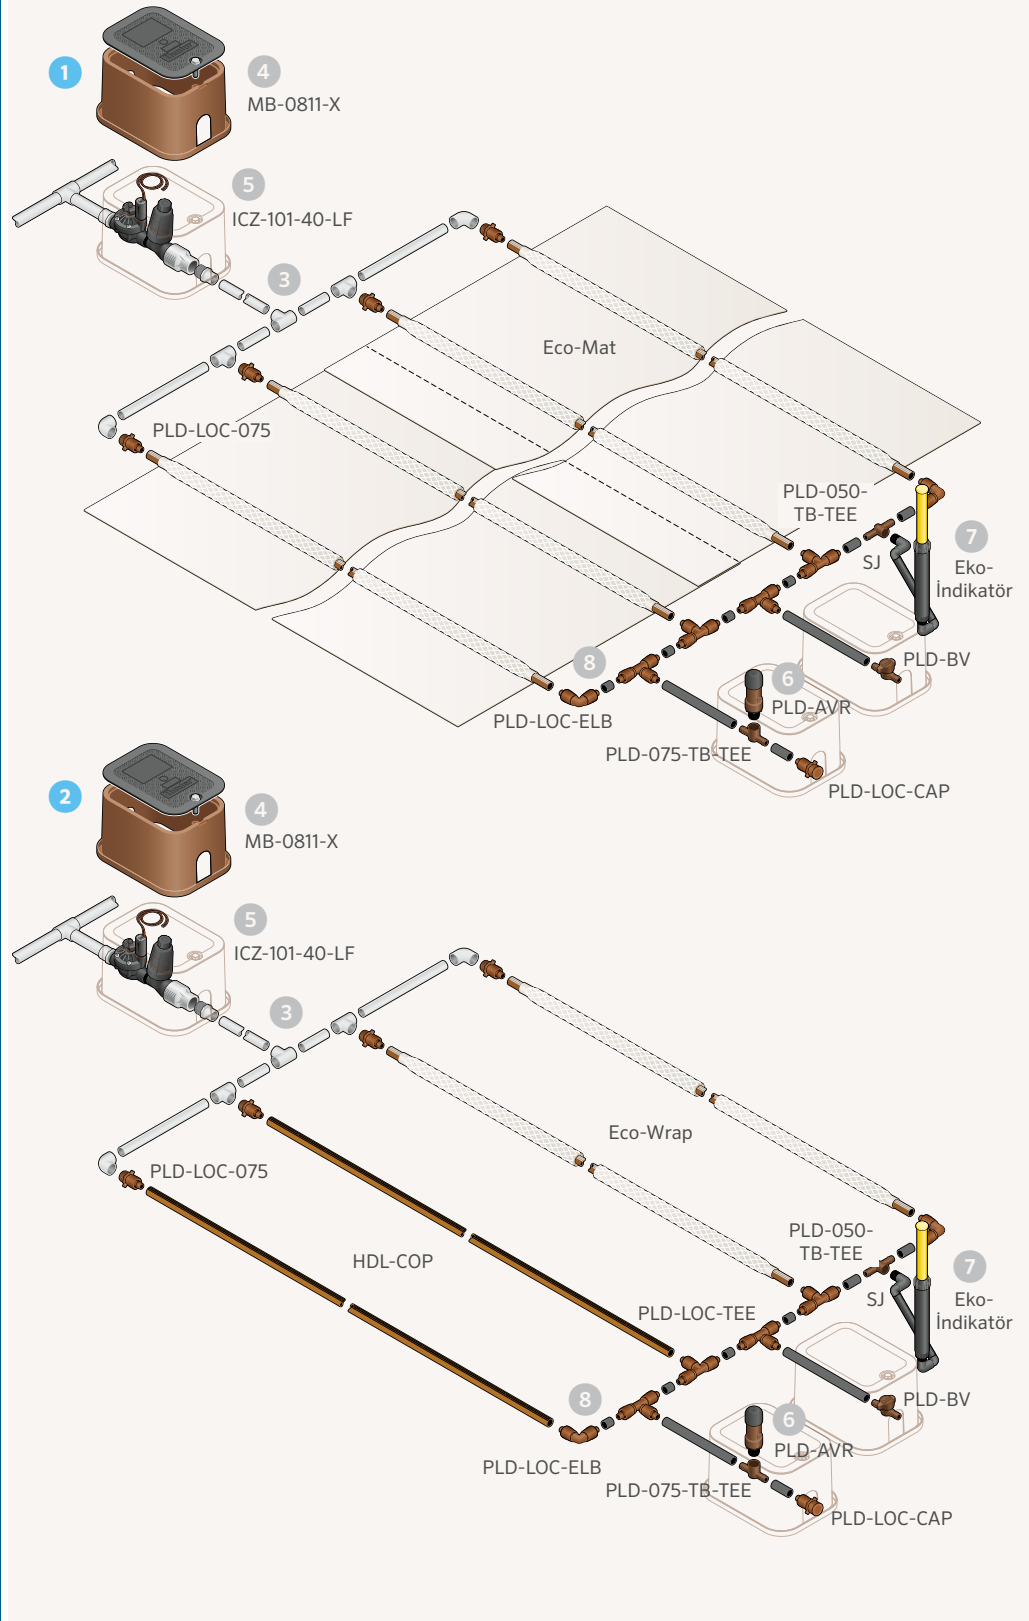 1
4
MB-0811-X
5
ICZ-101-40-LF
3
Eco-Mat
PLD-LOC-075
PLD-050-
TB-TEE
7
SJ
Eko-
İndikatör
8
PLD-BV
6
PLD-AVR
PLD-LOC-ELB
PLD-075-TB-TEE
PLD-LOC-CAP
2
4
MB-0811-X
5
ICZ-101-40-LF
3
Eco-Wrap
PLD-LOC-075
PLD-050-
TB-TEE
HDL-COP
7
SJ
Eko-
İndikatör
PLD-LOC-TEE
8
PLD-BV
6
PLD-AVR
PLD-LOC-ELB
PLD-075-TB-TEE
PLD-LOC-CAP